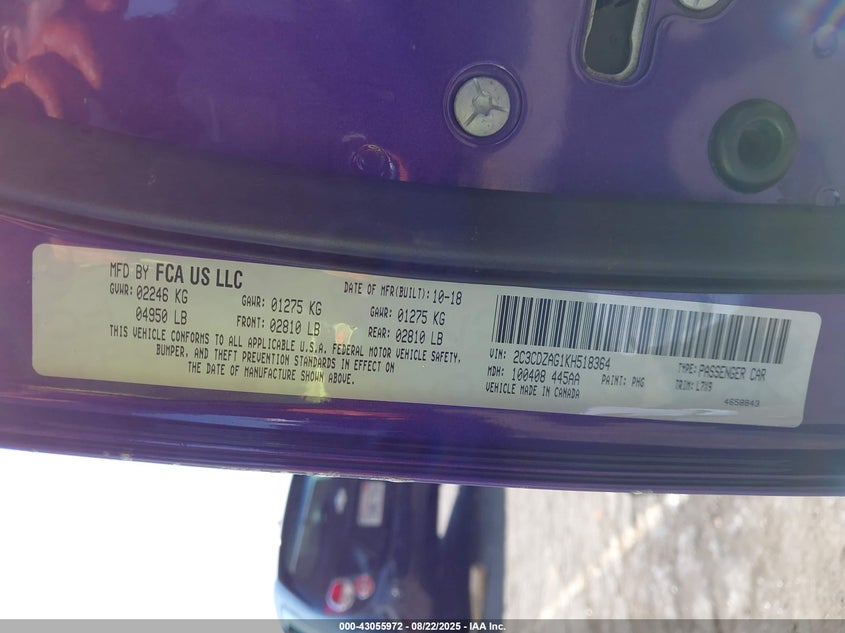 MFD BY FCA US LLC
DATE OF MFR(BUILT): 10-18
GVWR: 02246 KG
GAWR: 01275 KG
GAWR: 01275 KG
04950 LB
FRONT: 02810 LB
REAR: 02810 LB
THIS VEHICLE CONFORMS TO ALL APPLICABLE U.S.A. FEDERAL MOTOR VEHICLE SAFETY,
BUMPER, AND THEFT PREVENTION STANDARDS IN EFFECT ON
THE DATE OF MANUFACTURE SHOWN ABOVE.
VIN: 2C3CDZAG1KH518364
TYPE: PASSENGER CAR
MDH: 100408 445AA
PAINT: PHG
TRIM: L7X9
VEHICLE MADE IN CANADA
4658843
000-43055972 - 08/22/2025 - IAA Inc.